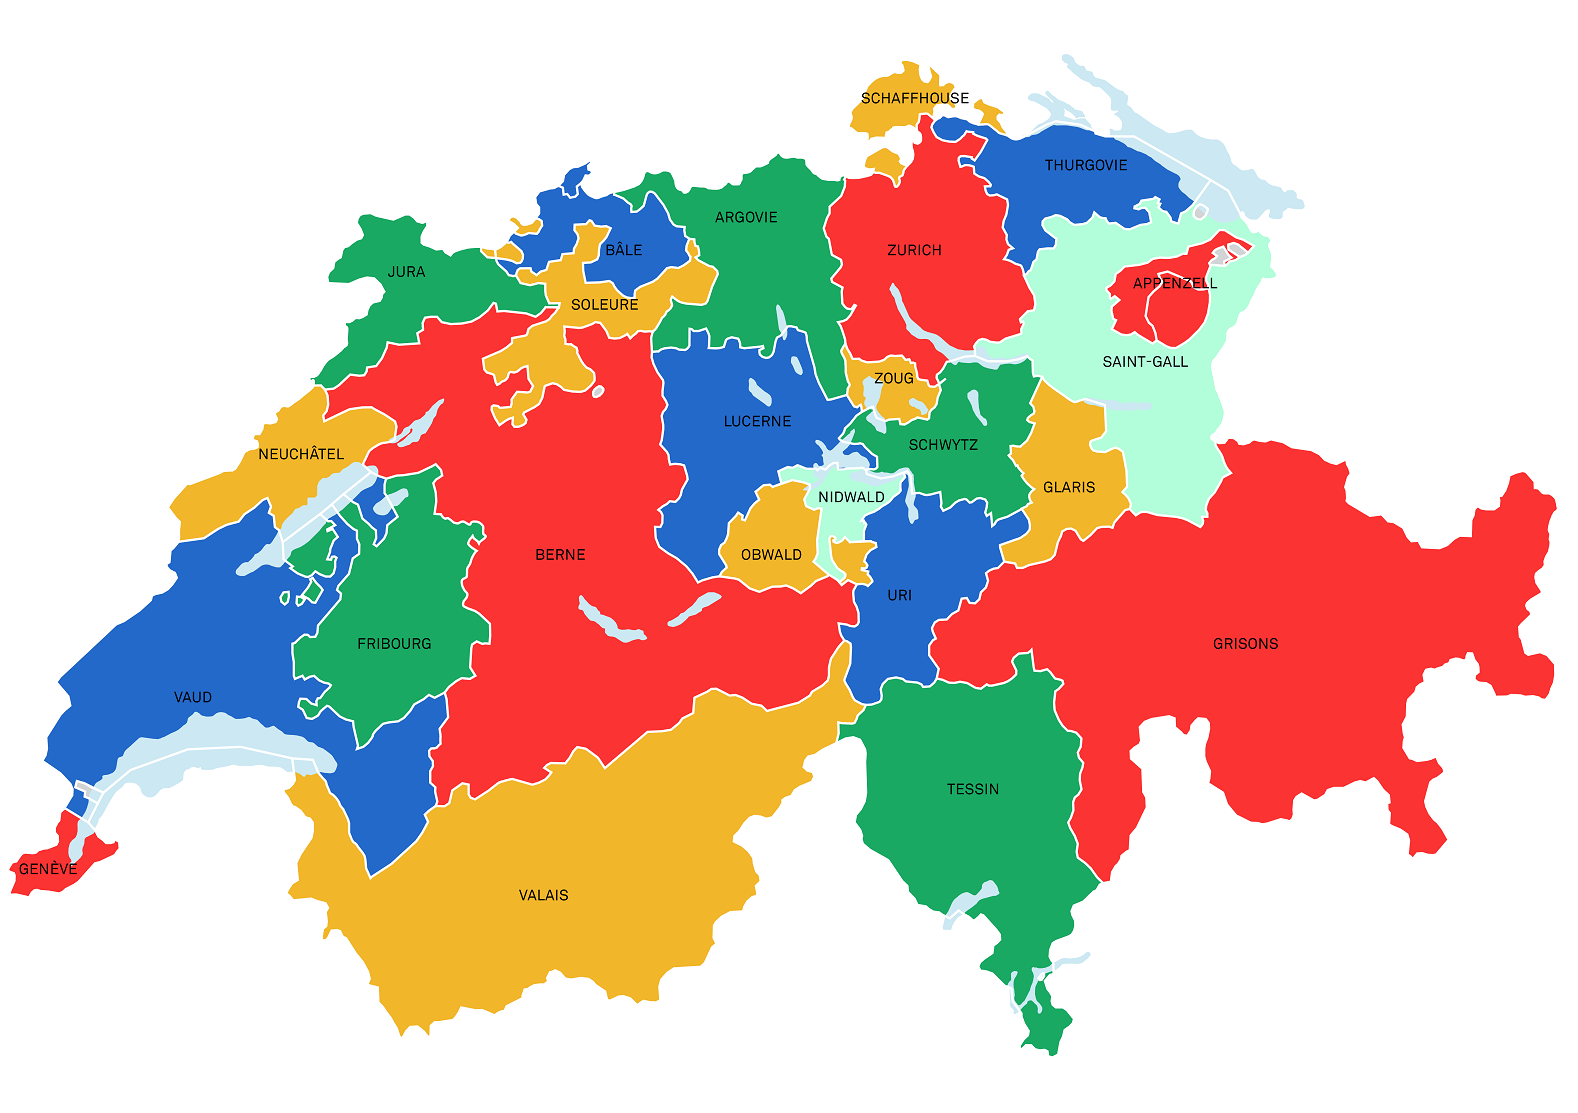 SCHAFFHOUSE
THURGOVIE
ARGOVIE
BÂLE
ZURICH
JURA
APPENZELL
SOLEURE
SAINT-GALL
ZOUG
LUCERNE
SCHWYTZ
NEUCHÂTEL
GLARIS
NIDWALD
BERNE
OBWALD
URI
FRIBOURG
GRISONS
VAUD
TESSIN
GENÈVE
VALAIS